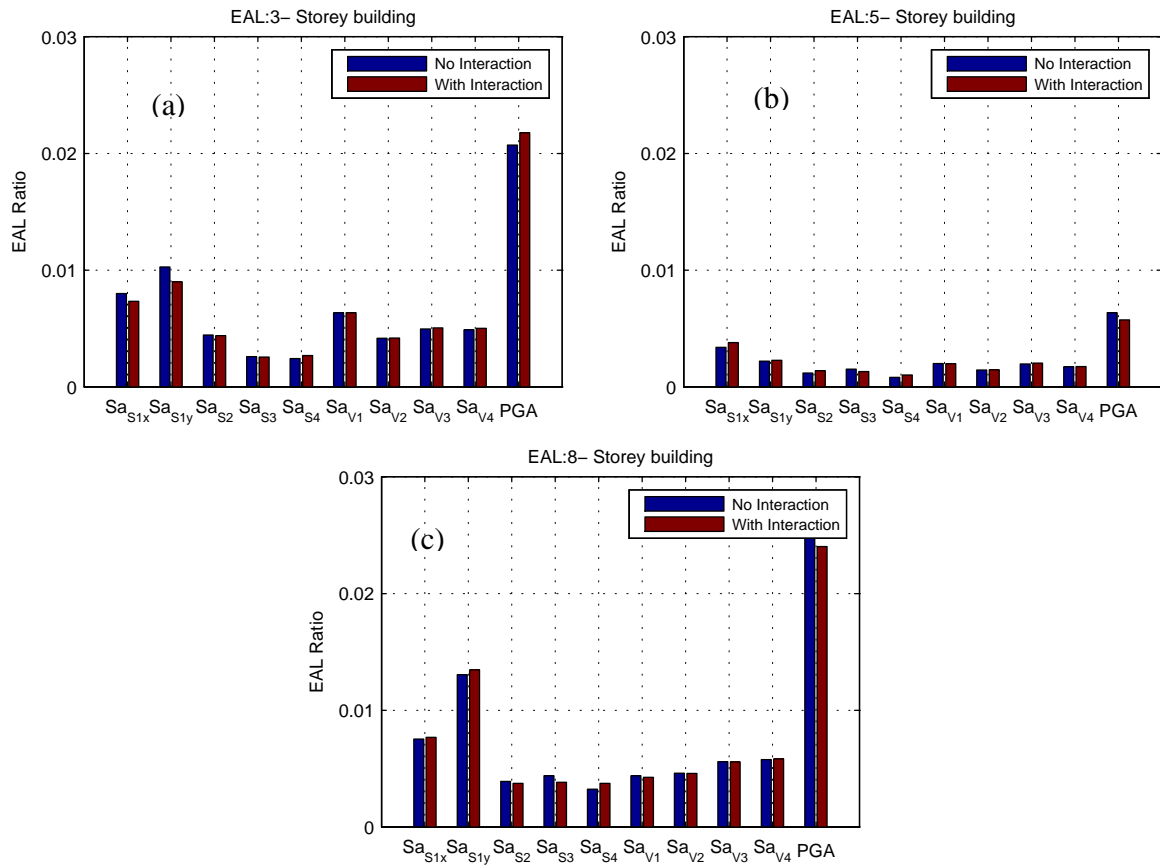 EAL:3– Storey building
0.03
0.02
0.01
0
EAL Ratio
No Interaction
With Interaction
(a)
Sa_S1x Sa_S1y Sa_S2 Sa_S3 Sa_S4 Sa_V1 Sa_V2 Sa_V3 Sa_V4 PGA
EAL:5– Storey building
0.03
0.02
0.01
0
EAL Ratio
No Interaction
With Interaction
(b)
Sa_S1x Sa_S1y Sa_S2 Sa_S3 Sa_S4 Sa_V1 Sa_V2 Sa_V3 Sa_V4 PGA
EAL:8– Storey building
0.03
0.02
0.01
0
EAL Ratio
No Interaction
With Interaction
(c)
Sa_S1x Sa_S1y Sa_S2 Sa_S3 Sa_S4 Sa_V1 Sa_V2 Sa_V3 Sa_V4 PGA